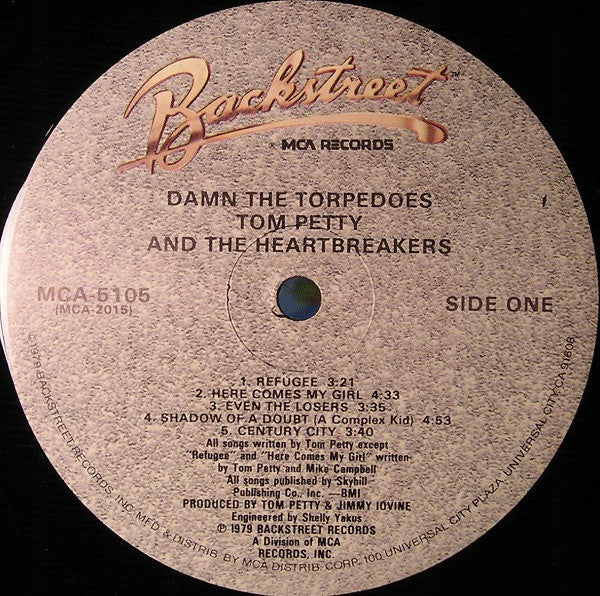 Backstreet™
MCA RECORDS
DAMN THE TORPEDOES
TOM PETTY
AND THE HEARTBREAKERS
MCA-5105
(MCA-2015)
SIDE ONE
1. REFUGEE 3:21
2. HERE COMES MY GIRL 4:33
3. EVEN THE LOSERS 3:35
4. SHADOW OF A DOUBT (A Complex Kid) 4:53
5. CENTURY CITY 3:40
All songs written by Tom Petty except
"Refugee" and "Here Comes My Girl" written
by Tom Petty and Mike Campbell
All songs published by Skyhill
Publishing Co., Inc. —BMI
PRODUCED BY TOM PETTY & JIMMY IOVINE
Engineered by Shelly Yakus
℗ 1979 BACKSTREET RECORDS
A Division of MCA
RECORDS, INC.
©1979 BACKSTREET RECORDS, INC. MFD & DISTRIB. BY MCA DISTRIB. CORP. 100 UNIVERSAL CITY PLAZA, UNIVERSAL CITY, CA 91608